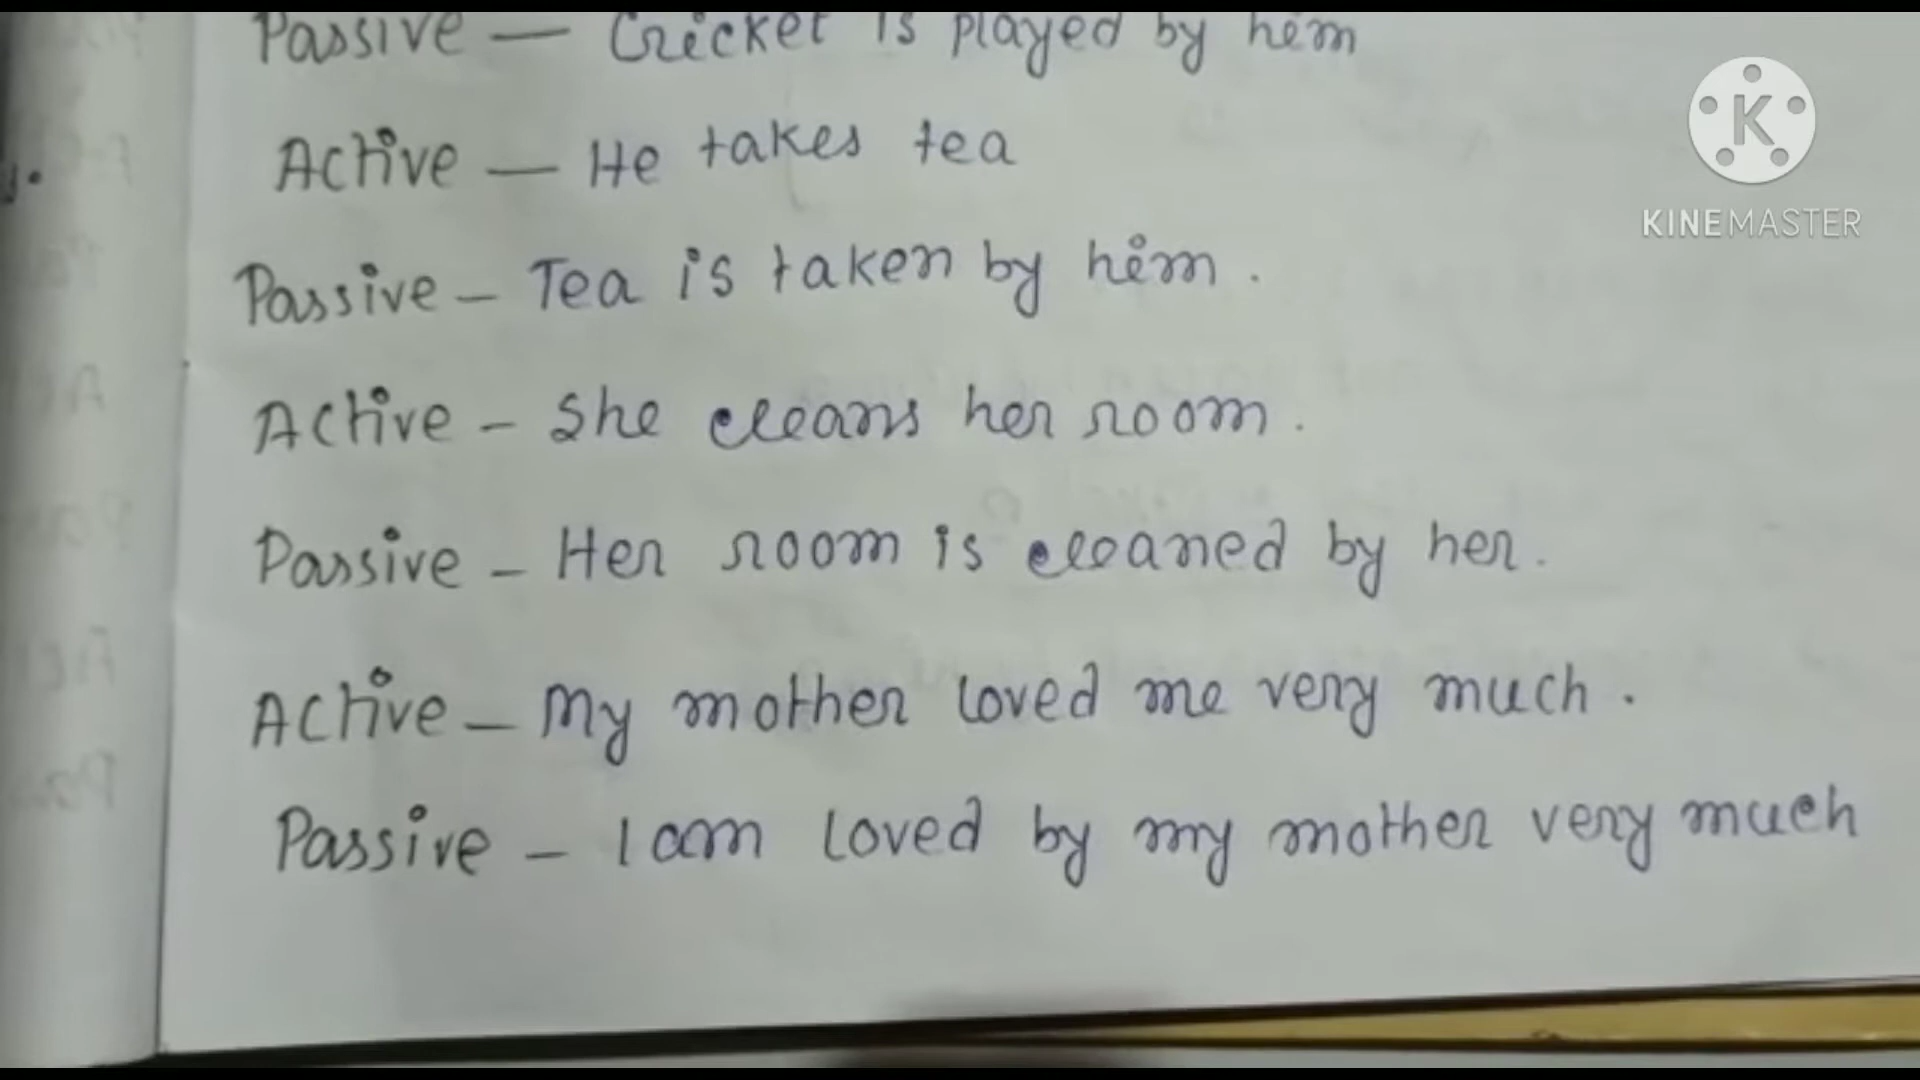 Passive — Cricket is played by him
Active — He takes tea
Passive – Tea is taken by him.
Active – She cleans her room.
Passive – Her room is cleaned by her.
Active – My mother loved me very much.
Passive – I am loved by my mother very much
K
KINEMASTER